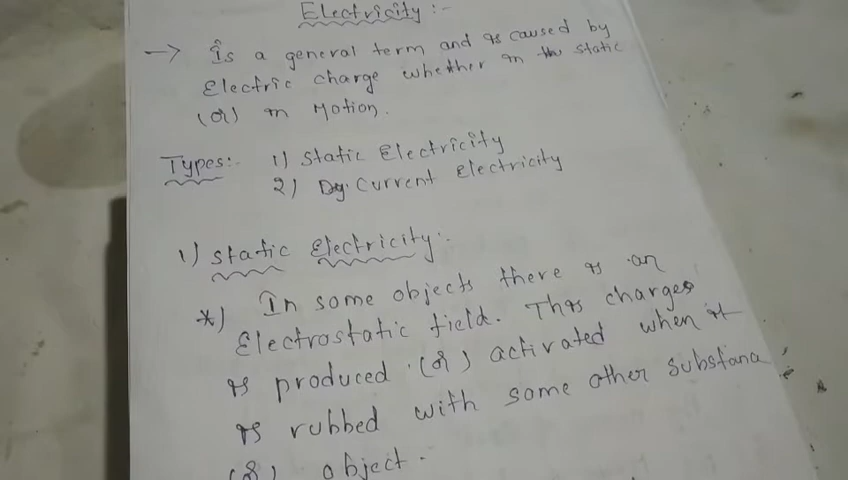 Electricity :-
→ Is a general term and is caused by
Electric charge whether in the static
(or) in Motion.
Types:- 1) Static Electricity
2) Current Electricity
1) Static Electricity:-
*) In some objects there is an
Electrostatic field. This charges
is produced (or) activated when it
is rubbed with some other substance
(or) object.